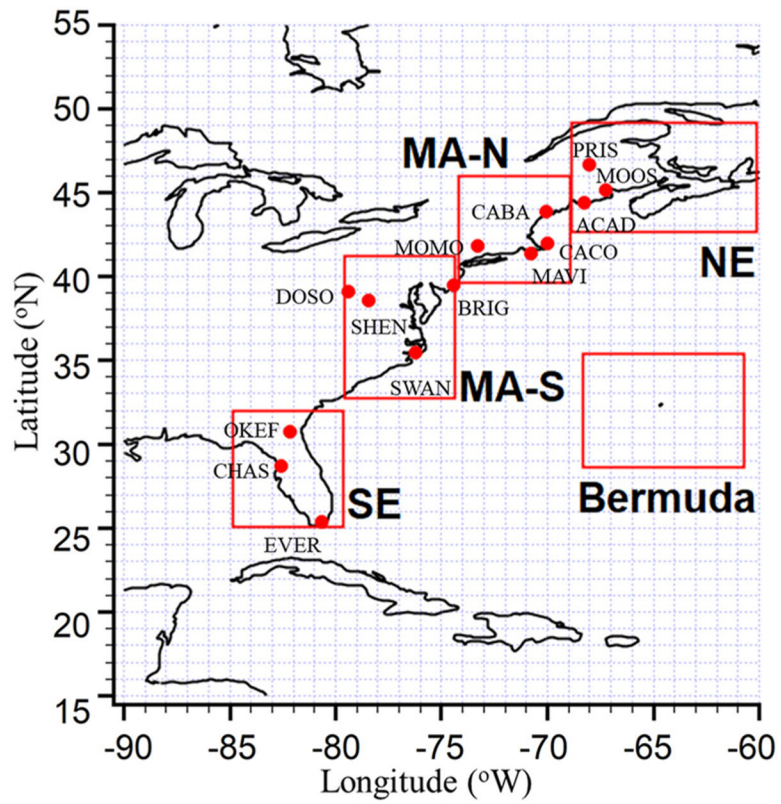 55
50
45
40
35
30
25
20
15
Latitude (°N)
MA-N
PRIS
MOOS
CABA
ACAD
MOMO
CACO
NE
MAVI
DOSO
BRIG
SHEN
SWAN
MA-S
OKEF
CHAS
SE
Bermuda
EVER
-90 -85 -80 -75 -70 -65 -60
Longitude (°W)